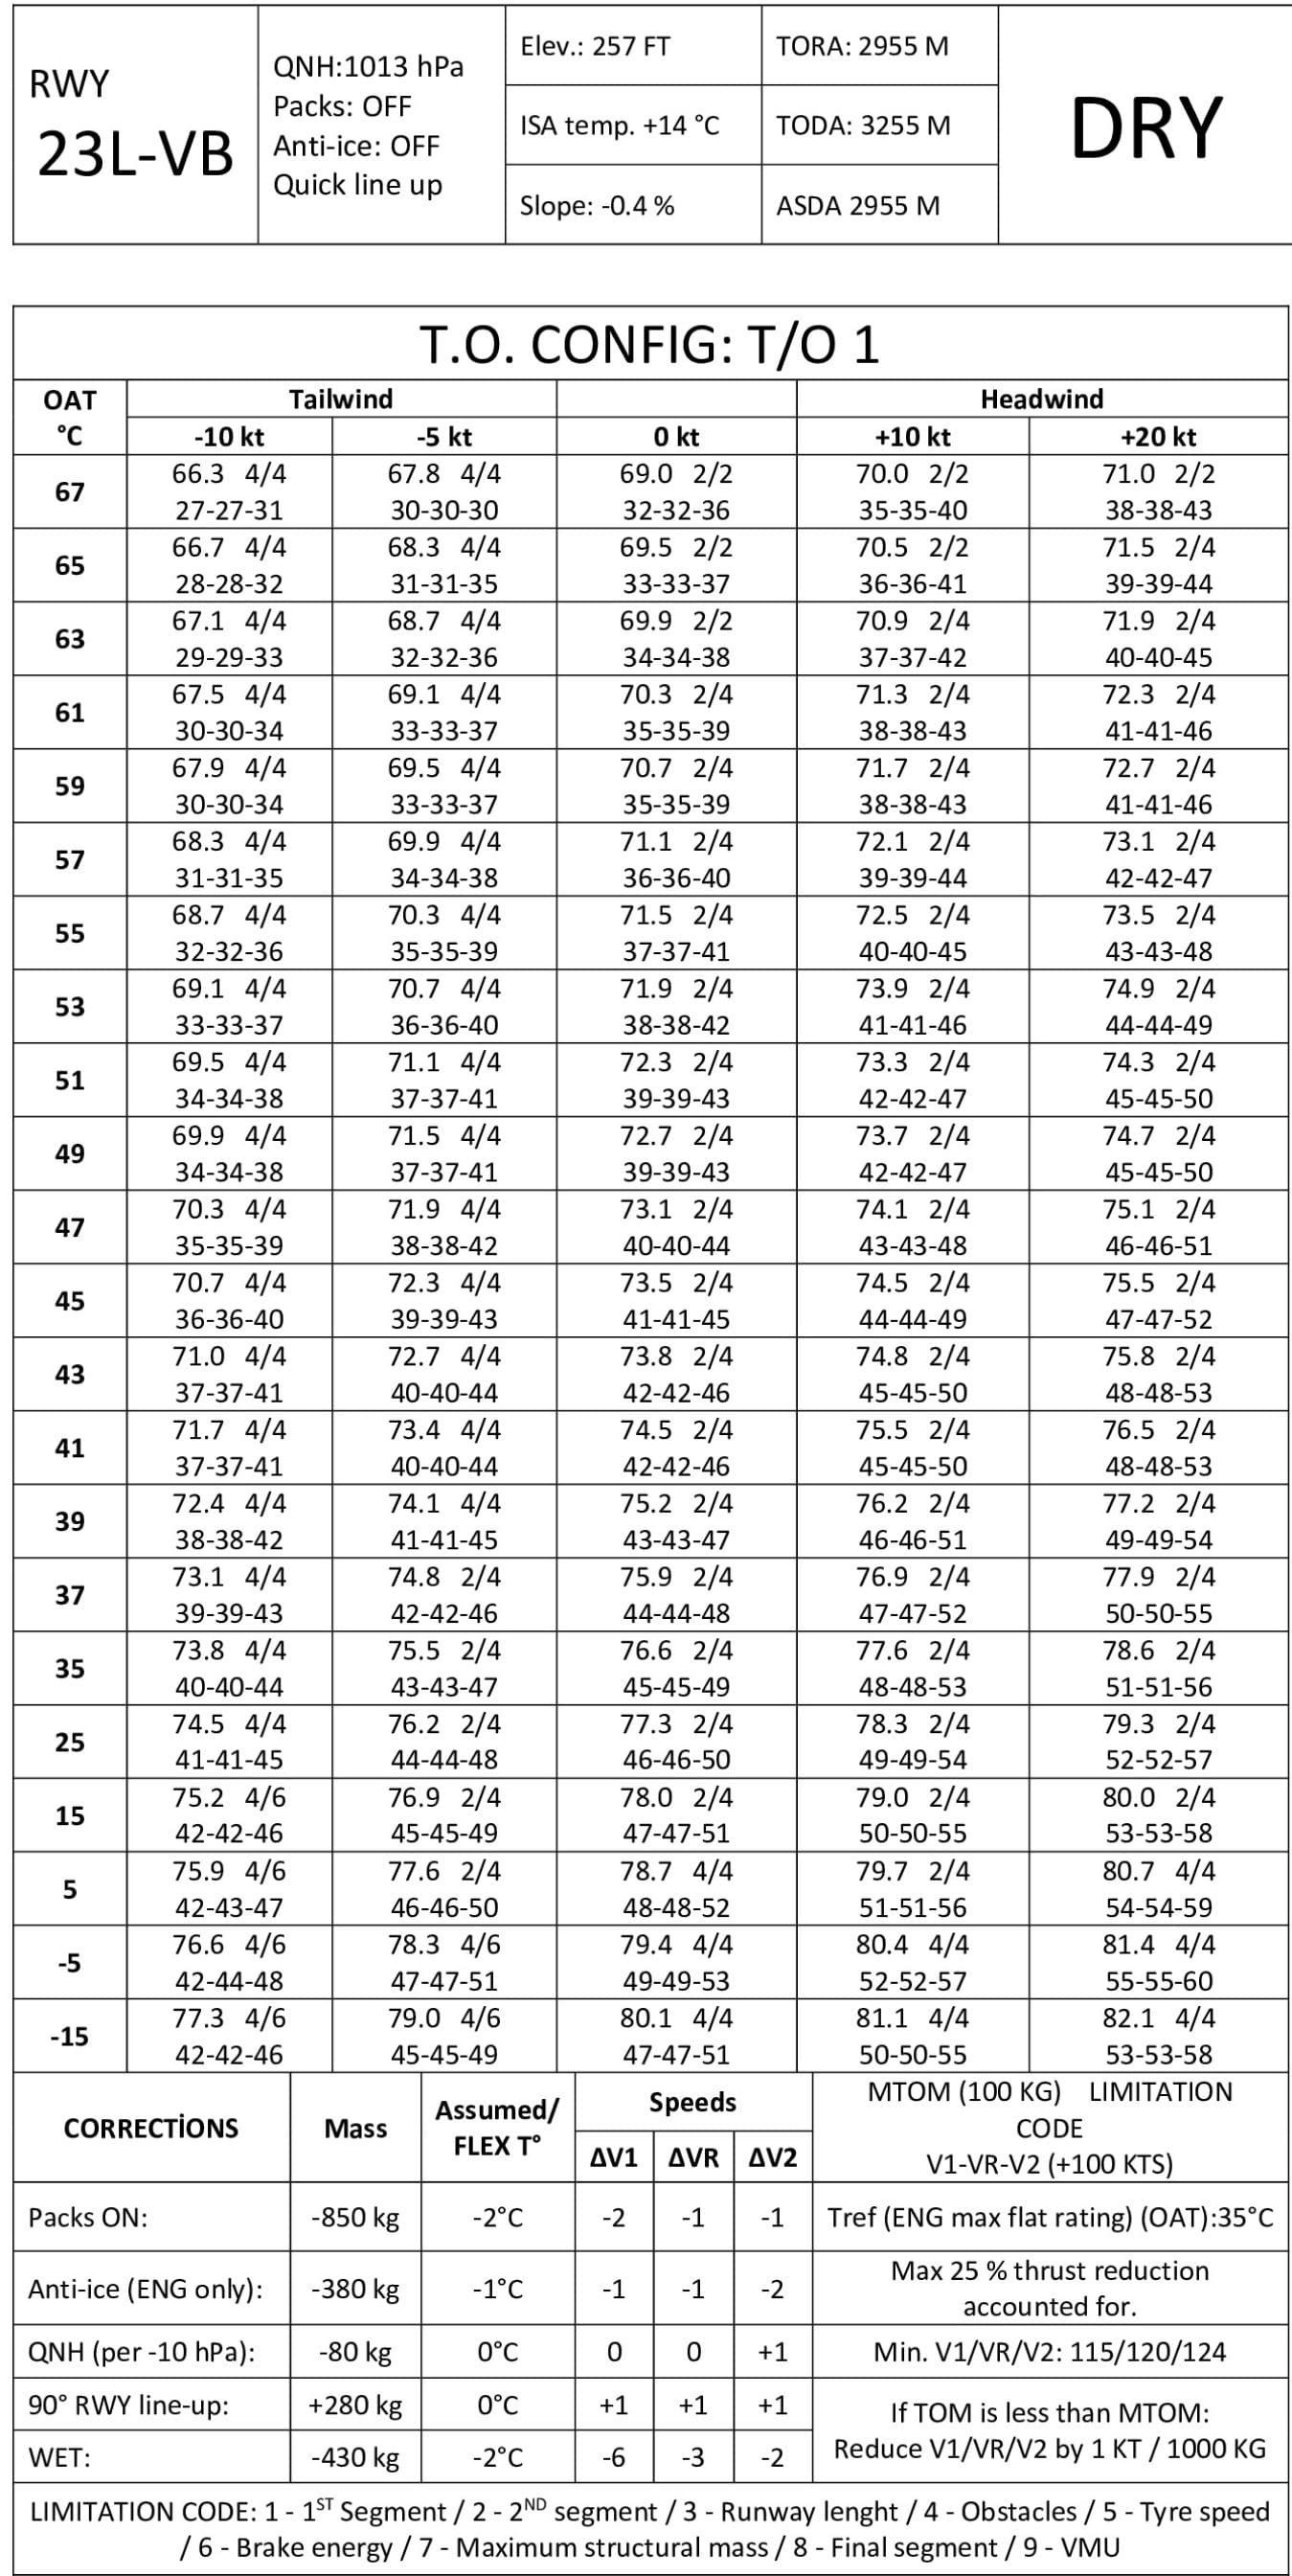 RWY
23L-VB
QNH:1013 hPa
Packs: OFF
Anti-ice: OFF
Quick line up
Elev.: 257 FT
TORA: 2955 M
ISA temp. +14 °C
TODA: 3255 M
Slope: -0.4 %
ASDA 2955 M
DRY
T.O. CONFIG: T/O 1
OAT Tailwind Headwind
°C -10 kt -5 kt 0 kt +10 kt +20 kt
67
66.3 4/4 67.8 4/4 69.0 2/2 70.0 2/2 71.0 2/2
27-27-31 30-30-30 32-32-36 35-35-40 38-38-43
65
66.7 4/4 68.3 4/4 69.5 2/2 70.5 2/2 71.5 2/4
28-28-32 31-31-35 33-33-37 36-36-41 39-39-44
63
67.1 4/4 68.7 4/4 69.9 2/2 70.9 2/4 71.9 2/4
29-29-33 32-32-36 34-34-38 37-37-42 40-40-45
61
67.5 4/4 69.1 4/4 70.3 2/4 71.3 2/4 72.3 2/4
30-30-34 33-33-37 35-35-39 38-38-43 41-41-46
59
67.9 4/4 69.5 4/4 70.7 2/4 71.7 2/4 72.7 2/4
30-30-34 33-33-37 35-35-39 38-38-43 41-41-46
57
68.3 4/4 69.9 4/4 71.1 2/4 72.1 2/4 73.1 2/4
31-31-35 34-34-38 36-36-40 39-39-44 42-42-47
55
68.7 4/4 70.3 4/4 71.5 2/4 72.5 2/4 73.5 2/4
32-32-36 35-35-39 37-37-41 40-40-45 43-43-48
53
69.1 4/4 70.7 4/4 71.9 2/4 73.9 2/4 74.9 2/4
33-33-37 36-36-40 38-38-42 41-41-46 44-44-49
51
69.5 4/4 71.1 4/4 72.3 2/4 73.3 2/4 74.3 2/4
34-34-38 37-37-41 39-39-43 42-42-47 45-45-50
49
69.9 4/4 71.5 4/4 72.7 2/4 73.7 2/4 74.7 2/4
34-34-38 37-37-41 39-39-43 42-42-47 45-45-50
47
70.3 4/4 71.9 4/4 73.1 2/4 74.1 2/4 75.1 2/4
35-35-39 38-38-42 40-40-44 43-43-48 46-46-51
45
70.7 4/4 72.3 4/4 73.5 2/4 74.5 2/4 75.5 2/4
36-36-40 39-39-43 41-41-45 44-44-49 47-47-52
43
71.0 4/4 72.7 4/4 73.8 2/4 74.8 2/4 75.8 2/4
37-37-41 40-40-44 42-42-46 45-45-50 48-48-53
41
71.7 4/4 73.4 4/4 74.5 2/4 75.5 2/4 76.5 2/4
37-37-41 40-40-44 42-42-46 45-45-50 48-48-53
39
72.4 4/4 74.1 4/4 75.2 2/4 76.2 2/4 77.2 2/4
38-38-42 41-41-45 43-43-47 46-46-51 49-49-54
37
73.1 4/4 74.8 2/4 75.9 2/4 76.9 2/4 77.9 2/4
39-39-43 42-42-46 44-44-48 47-47-52 50-50-55
35
73.8 4/4 75.5 2/4 76.6 2/4 77.6 2/4 78.6 2/4
40-40-44 43-43-47 45-45-49 48-48-53 51-51-56
25
74.5 4/4 76.2 2/4 77.3 2/4 78.3 2/4 79.3 2/4
41-41-45 44-44-48 46-46-50 49-49-54 52-52-57
15
75.2 4/6 76.9 2/4 78.0 2/4 79.0 2/4 80.0 2/4
42-42-46 45-45-49 47-47-51 50-50-55 53-53-58
5
75.9 4/6 77.6 2/4 78.7 4/4 79.7 2/4 80.7 4/4
42-43-47 46-46-50 48-48-52 51-51-56 54-54-59
-5
76.6 4/6 78.3 4/6 79.4 4/4 80.4 4/4 81.4 4/4
42-44-48 47-47-51 49-49-53 52-52-57 55-55-60
-15
77.3 4/6 79.0 4/6 80.1 4/4 81.1 4/4 82.1 4/4
42-42-46 45-45-49 47-47-51 50-50-55 53-53-58
CORRECTİONS
Mass
Assumed/
FLEX T°
Speeds
ΔV1 ΔVR ΔV2
MTOM (100 KG) LIMITATION
CODE
V1-VR-V2 (+100 KTS)
Packs ON: -850 kg -2°C -2 -1 -1 Tref (ENG max flat rating) (OAT):35°C
Anti-ice (ENG only): -380 kg -1°C -1 -1 -2
Max 25 % thrust reduction
accounted for.
QNH (per -10 hPa): -80 kg 0°C 0 0 +1 Min. V1/VR/V2: 115/120/124
90° RWY line-up: +280 kg 0°C +1 +1 +1
WET: -430 kg -2°C -6 -3 -2
If TOM is less than MTOM:
Reduce V1/VR/V2 by 1 KT / 1000 KG
LIMITATION CODE: 1 - 1ST Segment / 2 - 2ND segment / 3 - Runway lenght / 4 - Obstacles / 5 - Tyre speed
/ 6 - Brake energy / 7 - Maximum structural mass / 8 - Final segment / 9 - VMU